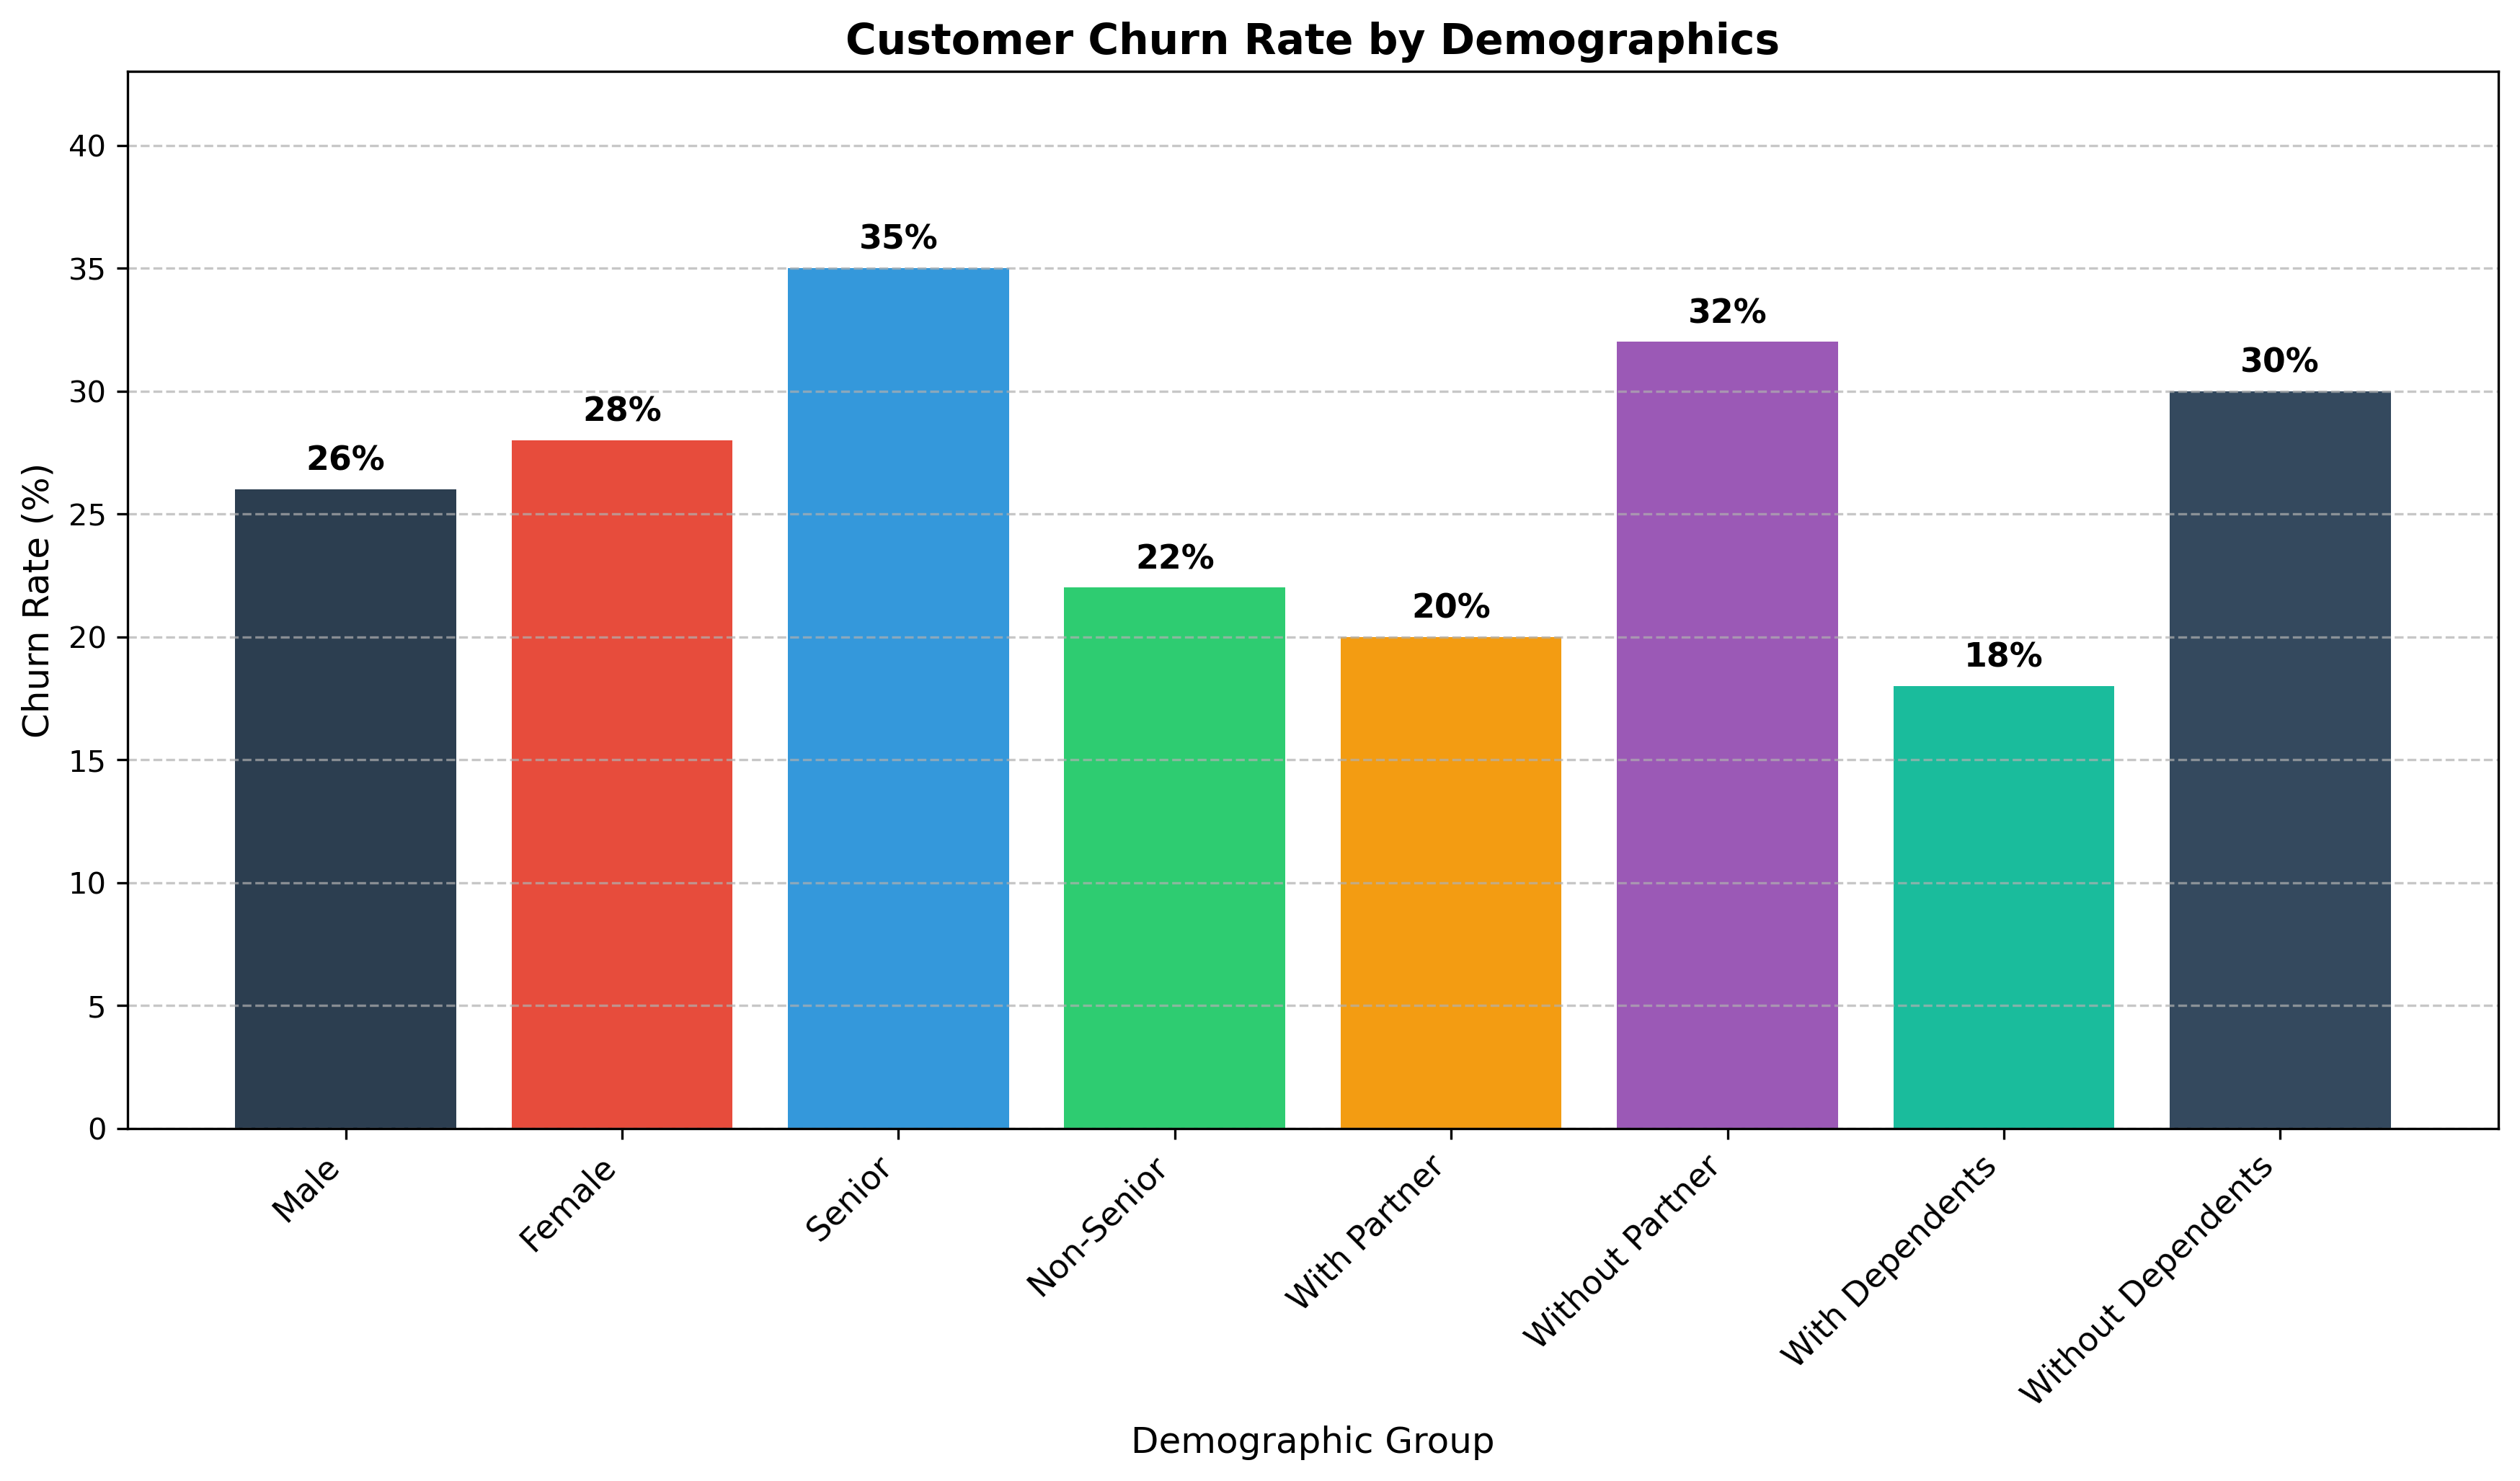 Customer Churn Rate by Demographics
Churn Rate (%)
40
35
30
25
20
15
10
5
0
26%
28%
35%
22%
20%
32%
18%
30%
Male
Female
Senior
Non-Senior
With Partner
Without Partner
With Dependents
Without Dependents
Demographic Group